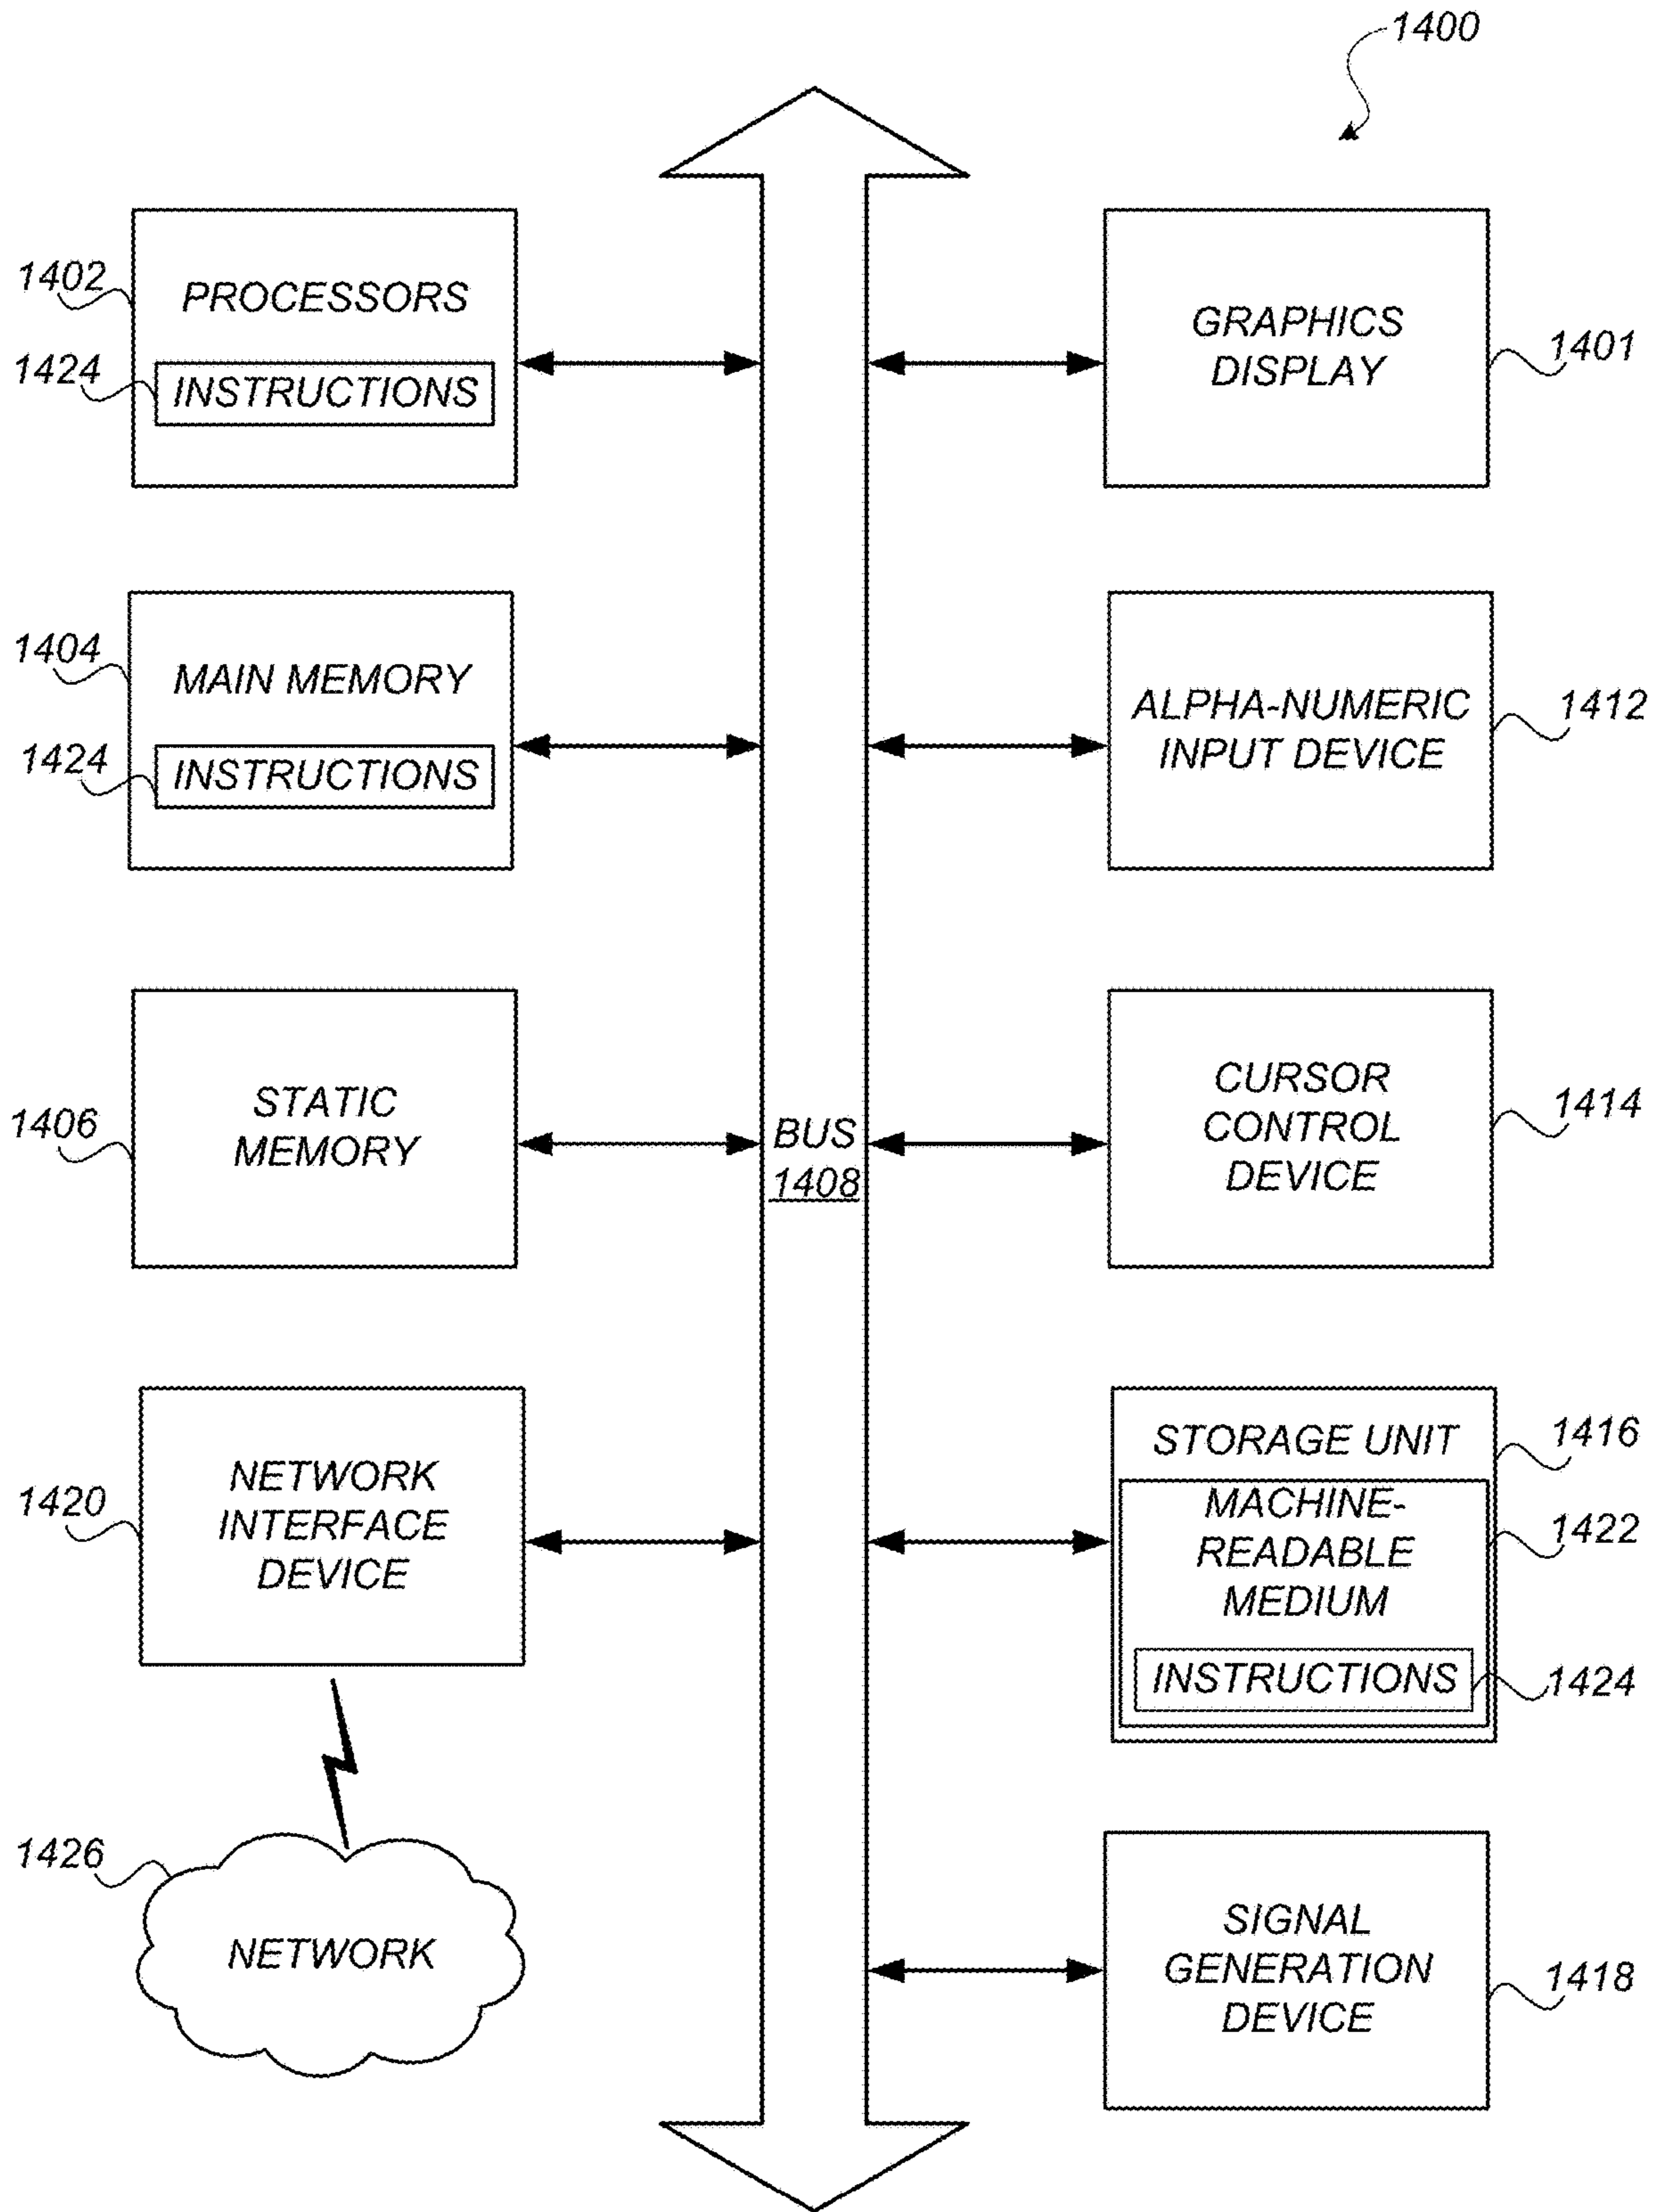 1400
1402
PROCESSORS
1424
INSTRUCTIONS
GRAPHICS
DISPLAY
1401
1404
MAIN MEMORY
1424
INSTRUCTIONS
ALPHA-NUMERIC
INPUT DEVICE
1412
1406
STATIC
MEMORY
BUS
1408
CURSOR
CONTROL
DEVICE
1414
1420
NETWORK
INTERFACE
DEVICE
STORAGE UNIT
1416
MACHINE-
READABLE
MEDIUM
1422
INSTRUCTIONS
1424
1426
NETWORK
SIGNAL
GENERATION
DEVICE
1418